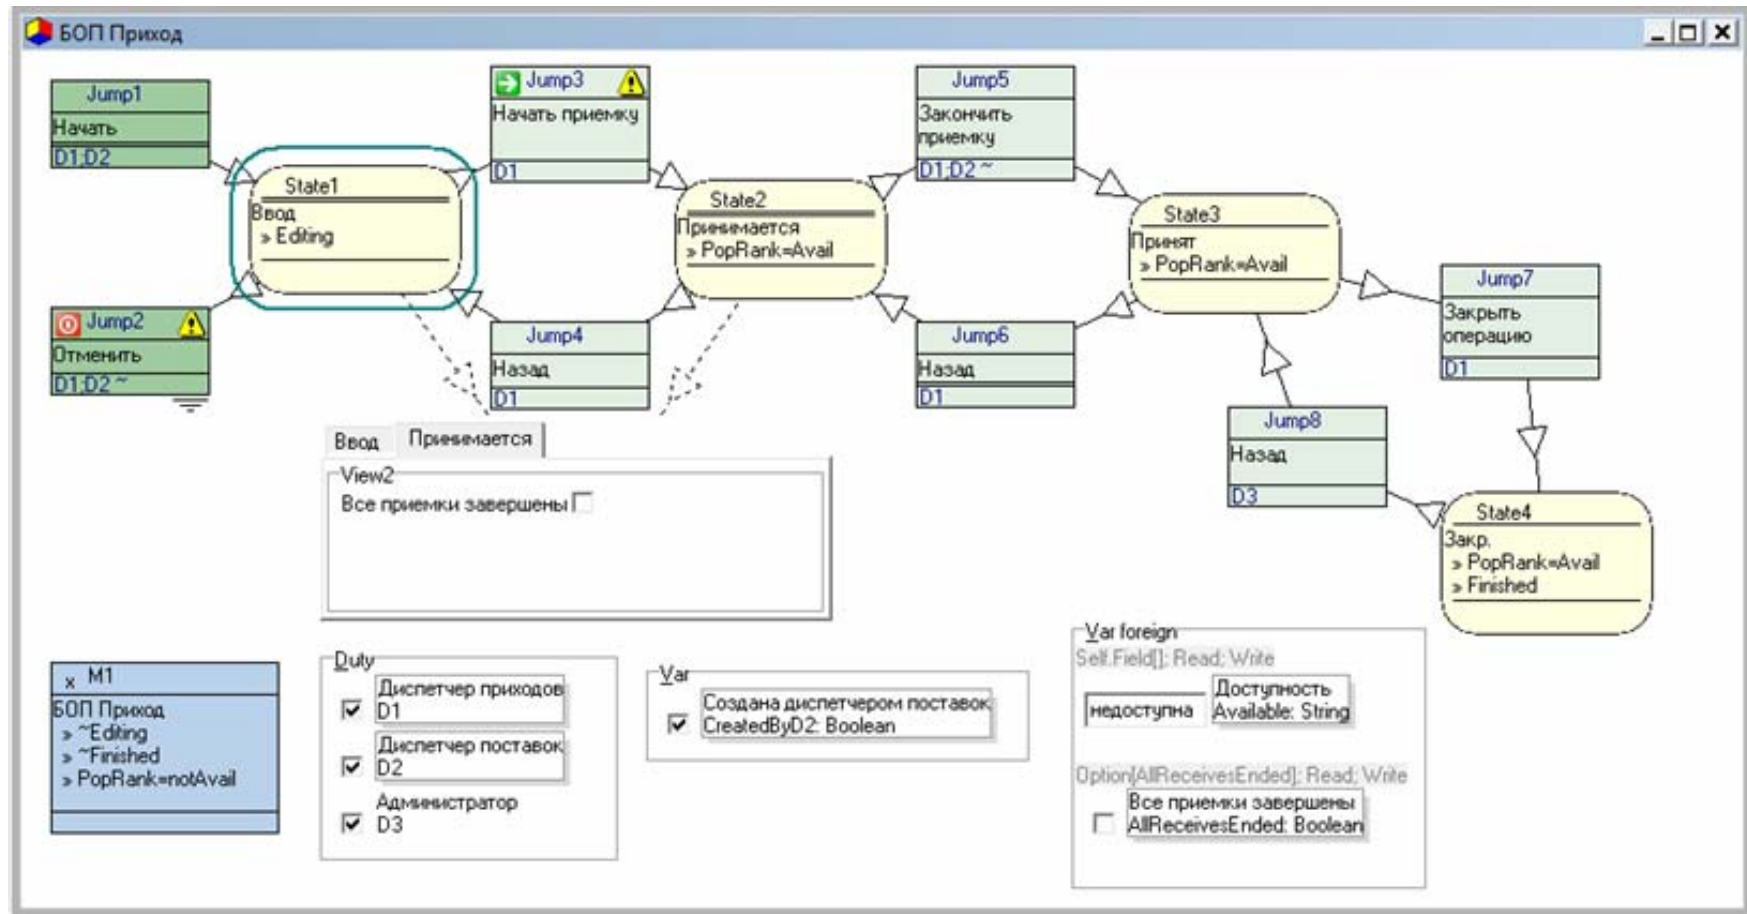 БОП Приход
Jump1
Начать
D1;D2
Jump3
Начать приемку
D1
Jump5
Закончить
приемку
D1;D2 ~
State1
Ввод
» Editing
State2
Принимается
» PopRank=Avail
State3
Принят
» PopRank=Avail
Jump7
Закрыть
операцию
D1
Jump2
Отменить
D1;D2 ~
Jump4
Назад
D1
Jump6
Назад
D1
Jump8
Назад
D3
State4
Закр.
» PopRank=Avail
» Finished
Ввод Принимается
View2
Все приемки завершены
x M1
БОП Приход
» ~Editing
» ~Finished
» PopRank=notAvail
Duty
Диспетчер приходов
D1
Диспетчер поставок
D2
Администратор
D3
Var
Создана диспетчером поставок
CreatedByD2: Boolean
Var foreign
Self.Field[]; Read; Write
недоступна
Доступность
Available: String
Option[AllReceivesEnded]; Read; Write
Все приемки завершены
AllReceivesEnded: Boolean